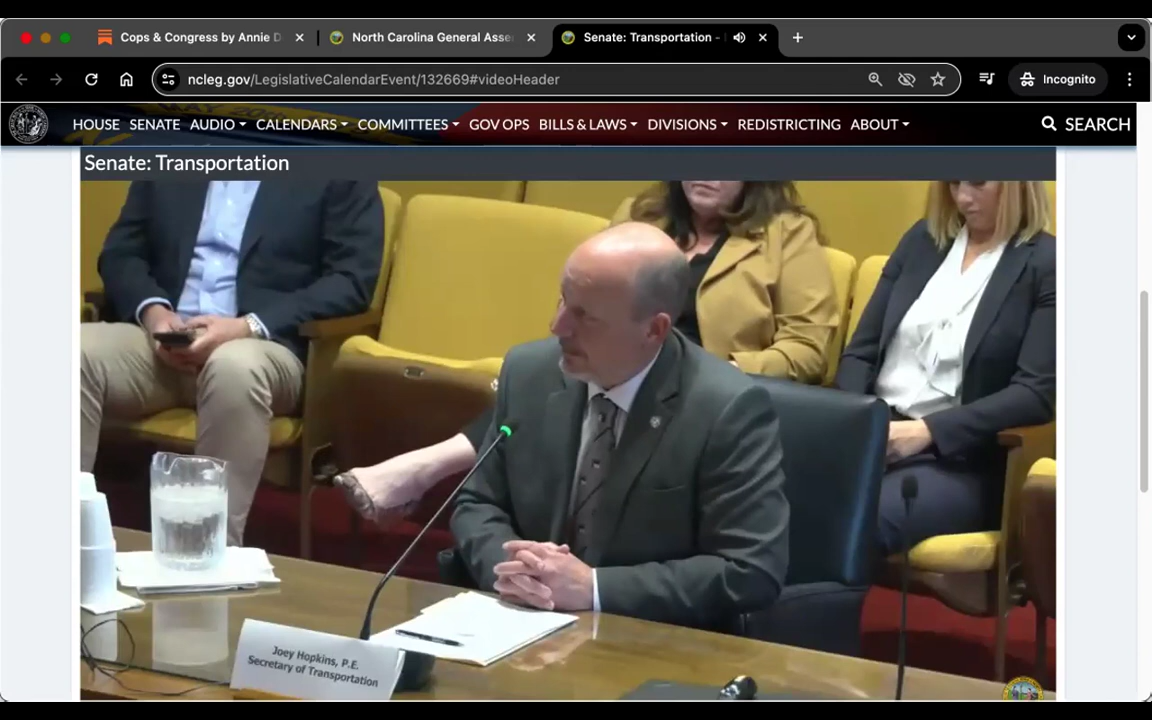 Cops & Congress by Annie D
North Carolina General Asse
Senate: Transportation -
ncleg.gov/LegislativeCalendarEvent/132669#videoHeader
Incognito
HOUSE SENATE AUDIO CALENDARS COMMITTEES GOV OPS BILLS & LAWS DIVISIONS REDISTRICTING ABOUT SEARCH
Senate: Transportation
Joey Hopkins, P.E.
Secretary of Transportation